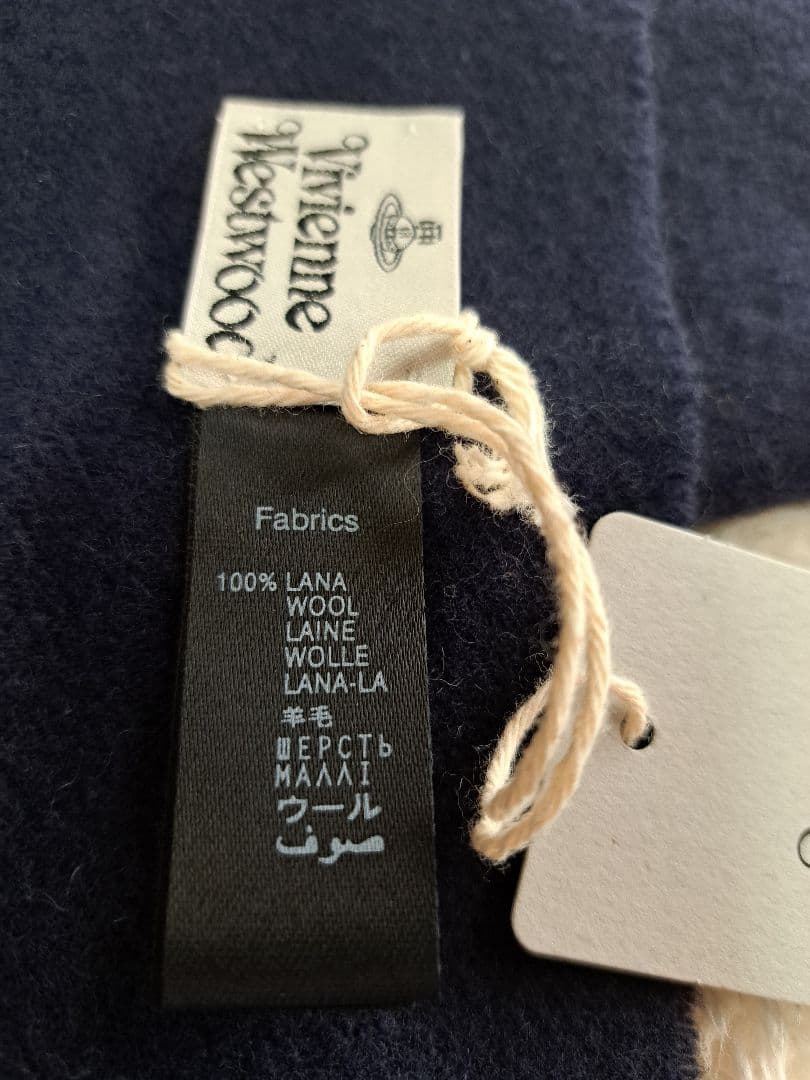 Vivienne
Westwood
Fabrics
100% LANA
WOOL
LAINE
WOLLE
LANA-LA
羊毛
ШЕРСТЬ
ΜΑΛΛΙ
ウール
صوف